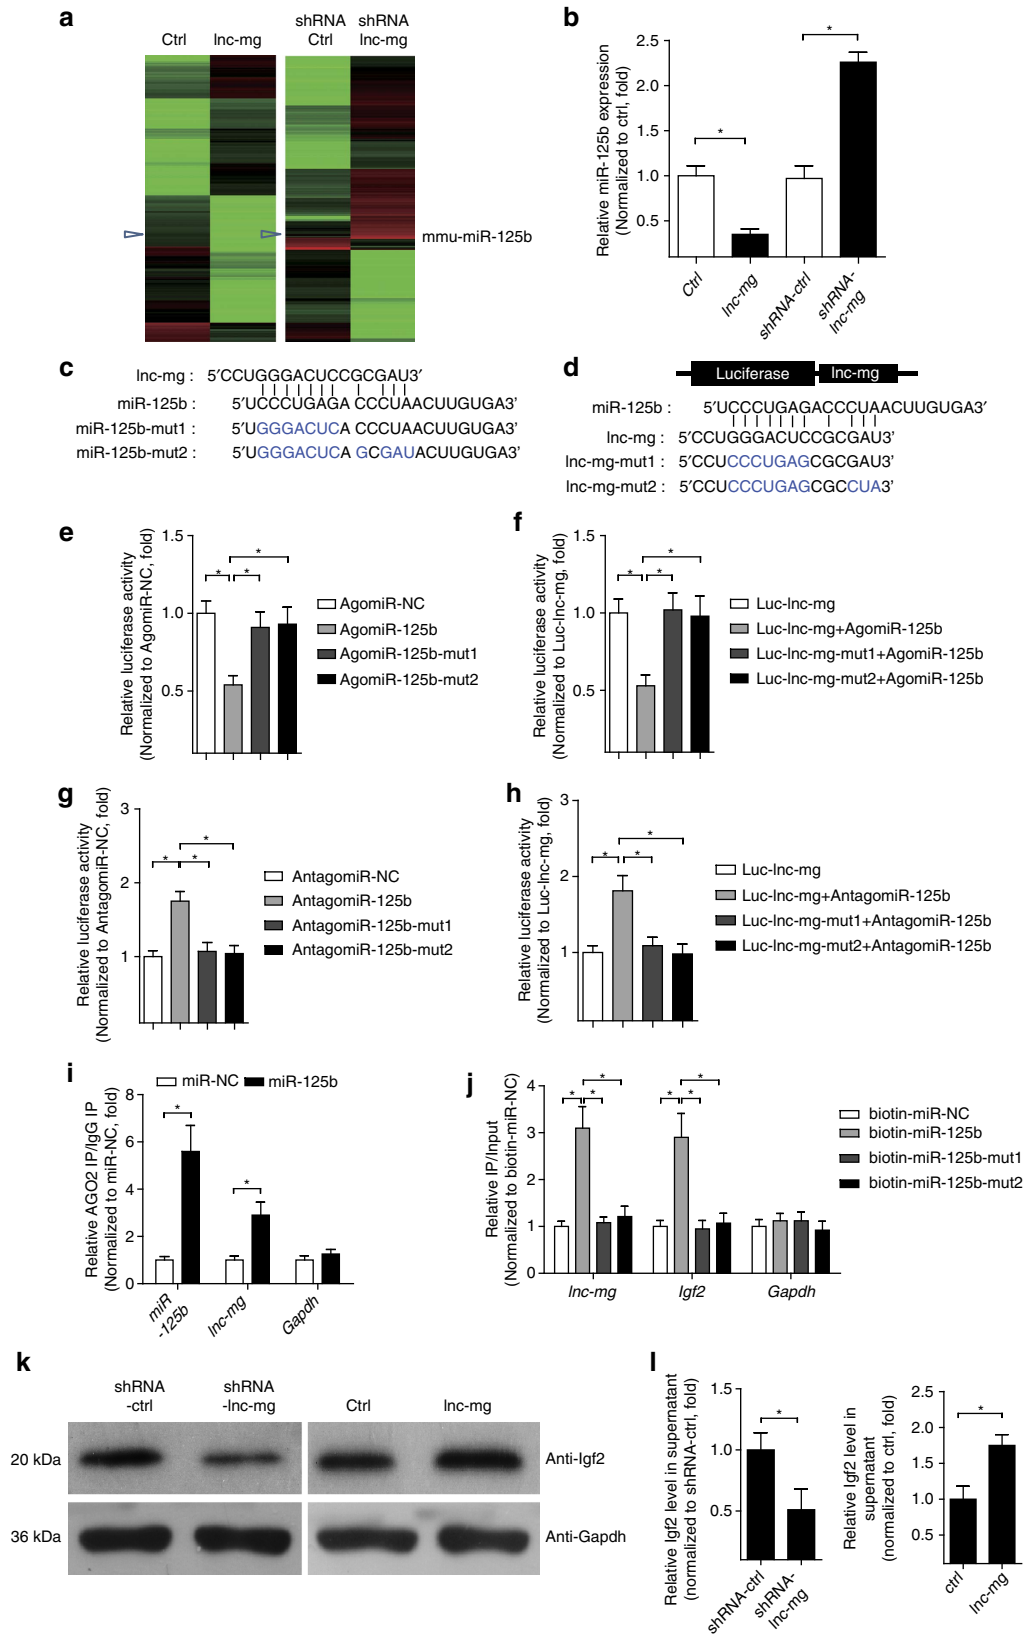 a
Ctrl lnc-mg
shRNA Ctrl
shRNA lnc-mg
mmu-miR-125b
b
Relative miR-125b expression
(Normalized to ctrl, fold)
2.5
2.0
1.0
0.5
*
*
Ctrl
lnc-mg
shRNA-ctrl
shRNA-
lnc-mg
c
lnc-mg : 5′CCUGGGACUCCGCGAU3′
miR-125b : 5′UCCCUGAGA CCCUAACUUGUGA3′
miR-125b-mut1 : 5′UGGGACUCA CCCUAACUUGUGA3′
miR-125b-mut2 : 5′UGGGACUCA GCGAUACUUGUGA3′
d
Luciferase lnc-mg
miR-125b : 5′UCCCUGAGACCCUAACUUGUGA3′
lnc-mg : 5′CCUGGGACUCCGCGAU3′
lnc-mg-mut1 : 5′CCUCCCUGAGCGCGAU3′
lnc-mg-mut2 : 5′CCUCCCUGAGCGCCUA3′
e
Relative luciferase activity
(Normalized to AgomiR-NC, fold)
1.5
1.0
0.5
*
* *
AgomiR-NC
AgomiR-125b
AgomiR-125b-mut1
AgomiR-125b-mut2
f
Relative luciferase activity
(Normalized to Luc-lnc-mg, fold)
1.5
1.0
0.5
*
* *
Luc-lnc-mg
Luc-lnc-mg+AgomiR-125b
Luc-lnc-mg-mut1+AgomiR-125b
Luc-lnc-mg-mut2+AgomiR-125b
g
Relative luciferase activity
(Normalized to AntagomiR-NC, fold)
3
2
1
*
* *
AntagomiR-NC
AntagomiR-125b
AntagomiR-125b-mut1
AntagomiR-125b-mut2
h
Relative luciferase activity
(Normalized to Luc-lnc-mg, fold)
3
2
1
*
* *
Luc-lnc-mg
Luc-lnc-mg+AntagomiR-125b
Luc-lnc-mg-mut1+AntagomiR-125b
Luc-lnc-mg-mut2+AntagomiR-125b
i
miR-NC miR-125b
Relative AGO2 IP/IgG IP
(Normalized to miR-NC, fold)
8
6
4
2
0
*
*
miR
-125b
lnc-mg
Gapdh
j
Relative IP/Input
(Normalized to biotin-miR-NC)
4
3
2
1
0
* *
* * * *
lnc-mg Igf2 Gapdh
biotin-miR-NC
biotin-miR-125b
biotin-miR-125b-mut1
biotin-miR-125b-mut2
k
shRNA
-ctrl
shRNA
-lnc-mg
Ctrl lnc-mg
20 kDa Anti-Igf2
36 kDa Anti-Gapdh
l
Relative Igf2 level in supernatant
(normalized to shRNA-ctrl, fold)
1.5
1.0
0.5
*
shRNA-ctrl
shRNA-
lnc-mg
Relative Igf2 level in
supernatant
(normalized to ctrl, fold)
2.5
2.0
1.5
1.0
0.5
*
ctrl
lnc-mg